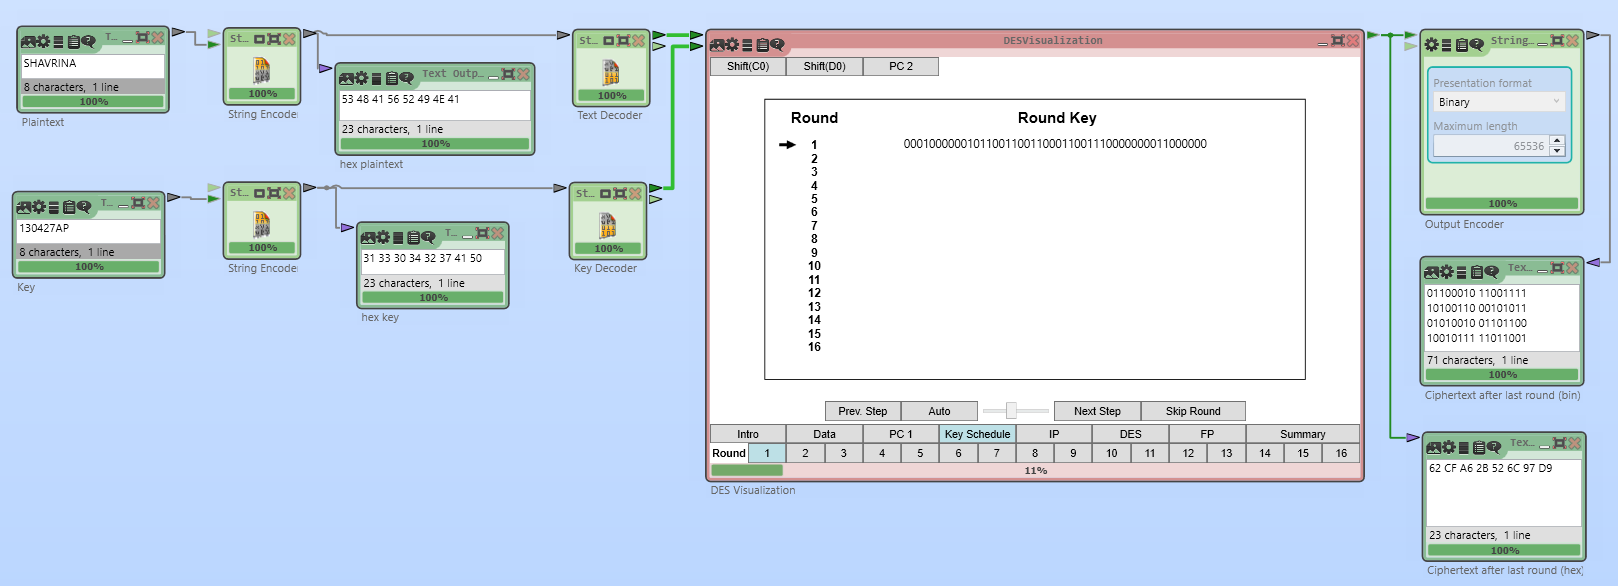 T...
SHAVRINA
8 characters,  1 line
100%
Plaintext
St...
100%
String Encoder
Text Outp...
53 48 41 56 52 49 4E 41
23 characters,  1 line
100%
hex plaintext
St...
100%
Text Decoder
T...
130427AP
8 characters,  1 line
100%
Key
St...
100%
String Encoder
T...
31 33 30 34 32 37 41 50
23 characters,  1 line
100%
hex key
St...
100%
Key Decoder
DESVisualization
Shift(C0) Shift(D0) PC 2
Round Round Key
1 000100000010110011001100011001110000000011000000
2
3
4
5
6
7
8
9
10
11
12
13
14
15
16
Prev. Step Auto Next Step Skip Round
Intro Data PC 1 Key Schedule IP DES FP Summary
Round 1 2 3 4 5 6 7 8 9 10 11 12 13 14 15 16
11%
DES Visualization
String...
Presentation format
Binary
Maximum length
65536
100%
Output Encoder
Tex...
01100010 11001111
10100110 00101011
01010010 01101100
10010111 11011001
71 characters,  1 line
100%
Ciphertext after last round (bin)
Tex...
62 CF A6 2B 52 6C 97 D9
23 characters,  1 line
100%
Ciphertext after last round (hex)